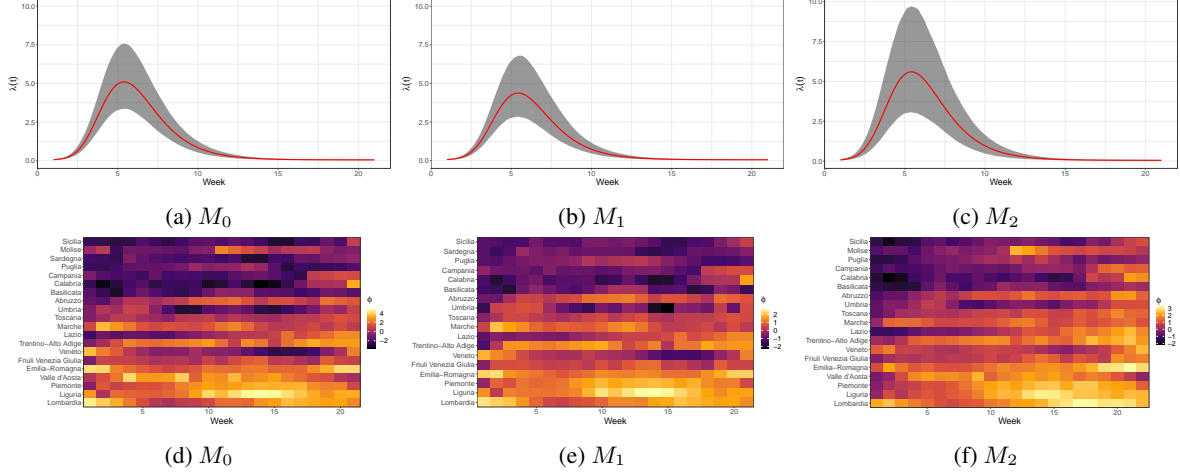 10.0
7.5
5.0
2.5
0.0
λ(t)
0 5 10 15 20
Week
(a) M0
10.0
7.5
5.0
2.5
0.0
λ(t)
0 5 10 15 20
Week
(b) M1
10.0
7.5
5.0
2.5
0.0
λ(t)
0 5 10 15 20
Week
(c) M2
Sicilia
Molise
Sardegna
Puglia
Campania
Calabria
Basilicata
Abruzzo
Umbria
Toscana
Marche
Lazio
Trentino−Alto Adige
Veneto
Friuli Venezia Giulia
Emilia−Romagna
Valle d'Aosta
Piemonte
Liguria
Lombardia
5 10 15 20
Week
ϕ
4
2
0
−2
(d) M0
Sicilia
Sardegna
Puglia
Campania
Calabria
Basilicata
Abruzzo
Umbria
Toscana
Marche
Lazio
Trentino−Alto Adige
Veneto
Friuli Venezia Giulia
Emilia−Romagna
Piemonte
Liguria
Lombardia
5 10 15 20
Week
ϕ
2
1
0
−1
−2
(e) M1
Sicilia
Molise
Puglia
Campania
Calabria
Basilicata
Abruzzo
Umbria
Toscana
Marche
Lazio
Trentino−Alto Adige
Veneto
Friuli Venezia Giulia
Emilia−Romagna
Valle d'Aosta
Piemonte
Liguria
Lombardia
5 10 15 20
Week
ϕ
3
2
1
0
−1
−2
(f) M2